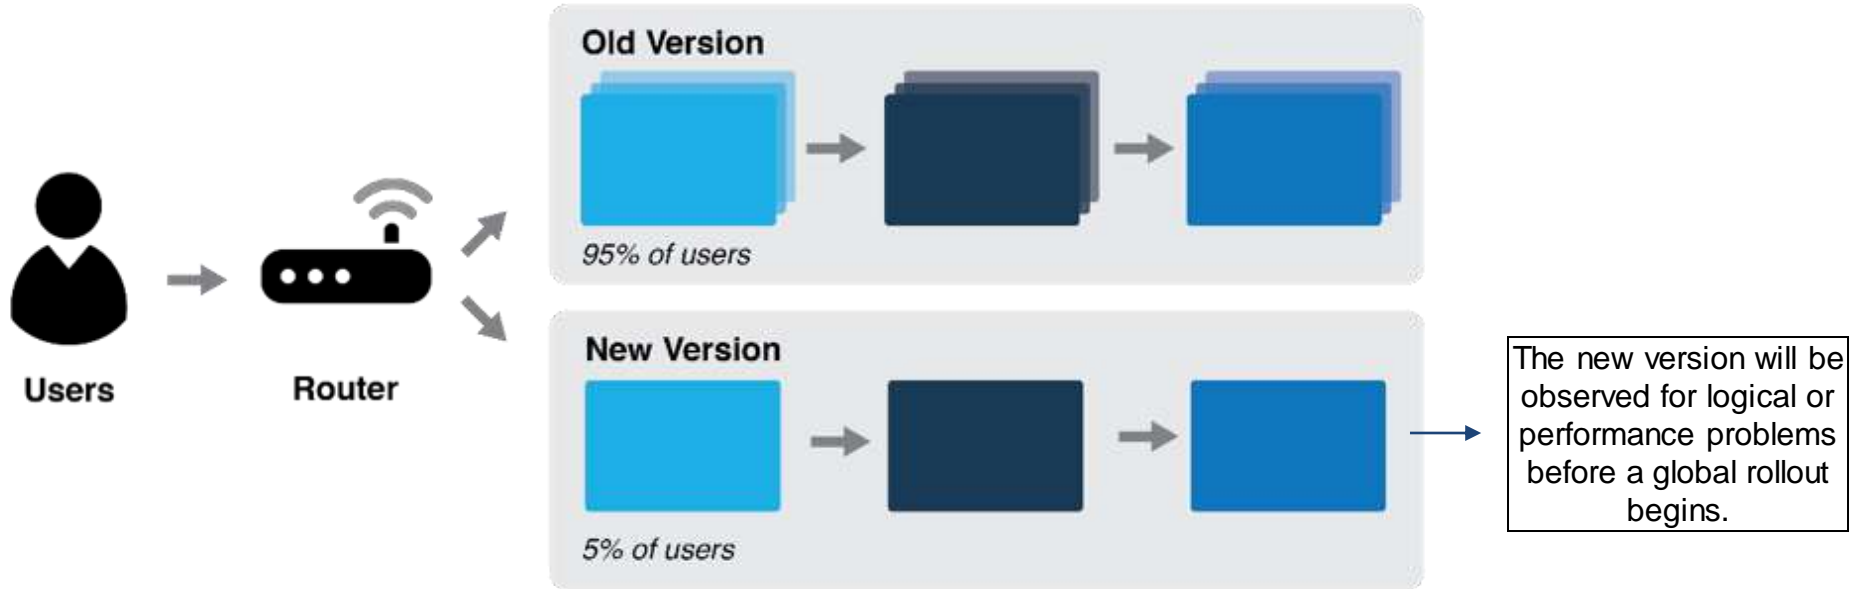 Old Version
95% of users
Users
Router
New Version
5% of users
The new version will be
observed for logical or
performance problems
before a global rollout
begins.